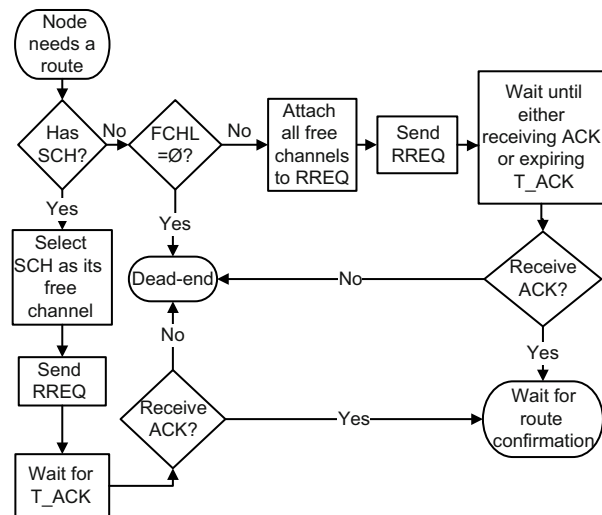 Node
needs a
route
Has
SCH?
No
FCHL
=Ø?
No
Attach
all free
channels
to RREQ
Send
RREQ
Wait until
either
receiving ACK
or expiring
T_ACK
Yes
Yes
Select
SCH as its
free
channel
Dead-end
No
Receive
ACK?
No
Yes
Send
RREQ
Receive
ACK?
Yes
Wait for
route
confirmation
Wait for
T_ACK